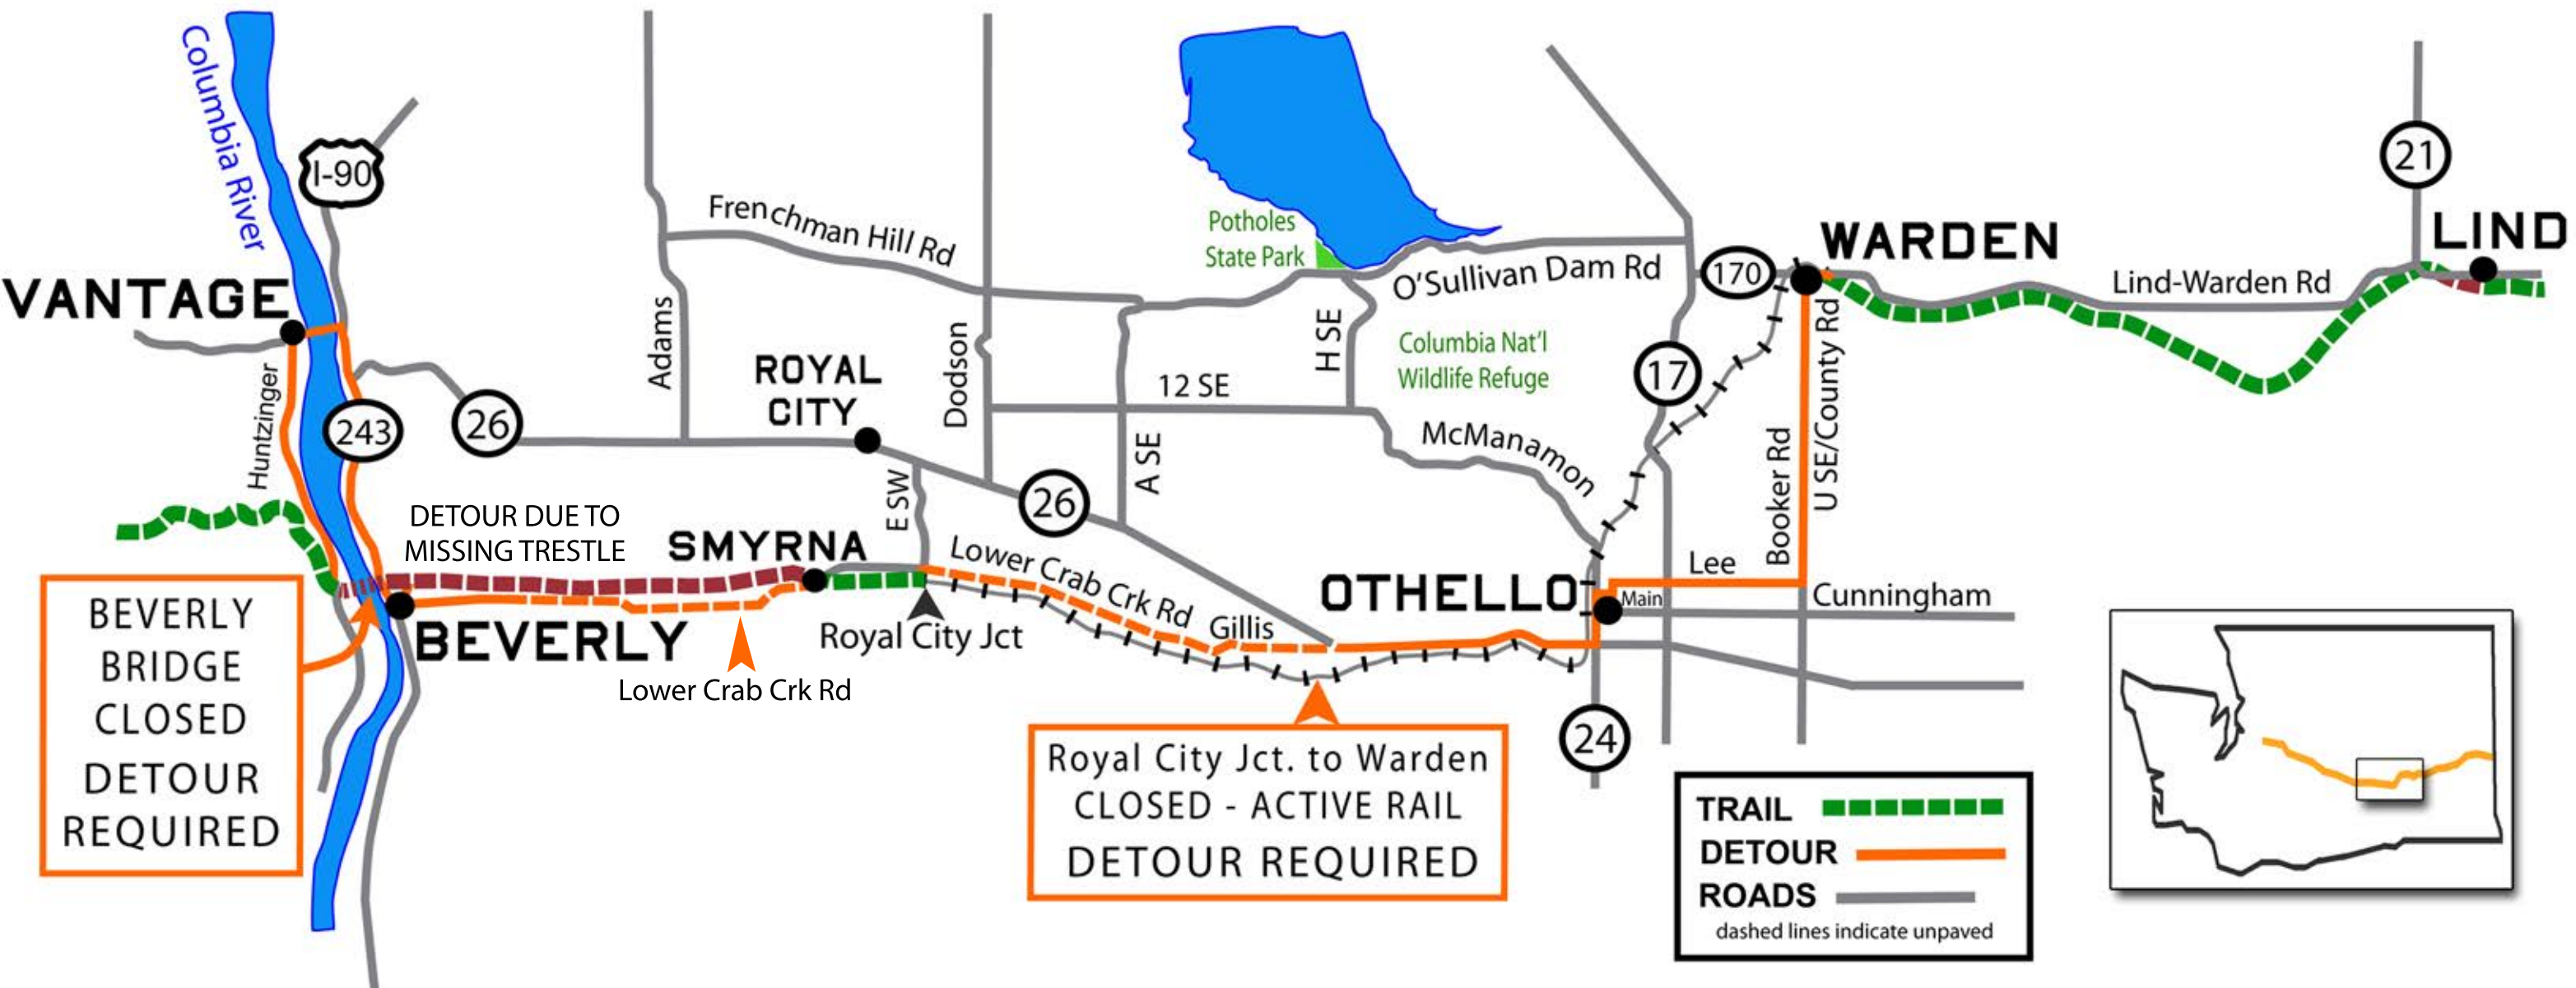 Columbia River
I-90
VANTAGE
Huntzinger
243
26
Adams
Frenchman Hill Rd
ROYAL
CITY
Dodson
E SW
Potholes
State Park
O'Sullivan Dam Rd
H SE
Columbia Nat'l
Wildlife Refuge
12 SE
A SE
McManamon
26
17
170
WARDEN
Booker Rd
U SE/County Rd
Lind-Warden Rd
21
LIND
DETOUR DUE TO
MISSING TRESTLE
SMYRNA
Lower Crab Crk Rd
Gillis
OTHELLO
Main
Lee
Cunningham
BEVERLY
Royal City Jct
Lower Crab Crk Rd
24
BEVERLY
BRIDGE
CLOSED
DETOUR
REQUIRED
Royal City Jct. to Warden
CLOSED - ACTIVE RAIL
DETOUR REQUIRED
TRAIL
DETOUR
ROADS
dashed lines indicate unpaved